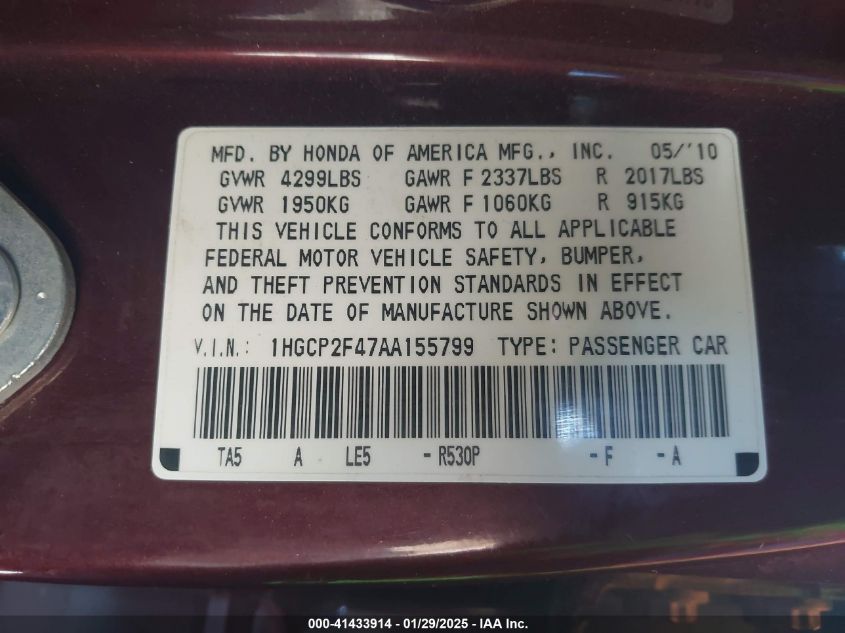 MFD. BY HONDA OF AMERICA MFG., INC. 05/'10
GVWR 4299LBS GAWR F 2337LBS R 2017LBS
GVWR 1950KG GAWR F 1060KG R 915KG
THIS VEHICLE CONFORMS TO ALL APPLICABLE
FEDERAL MOTOR VEHICLE SAFETY, BUMPER,
AND THEFT PREVENTION STANDARDS IN EFFECT
ON THE DATE OF MANUFACTURE SHOWN ABOVE.
V.I.N.: 1HGCP2F47AA155799 TYPE: PASSENGER CAR
TA5 A LE5 -R530P -F -A
000-41433914 - 01/29/2025 - IAA Inc.